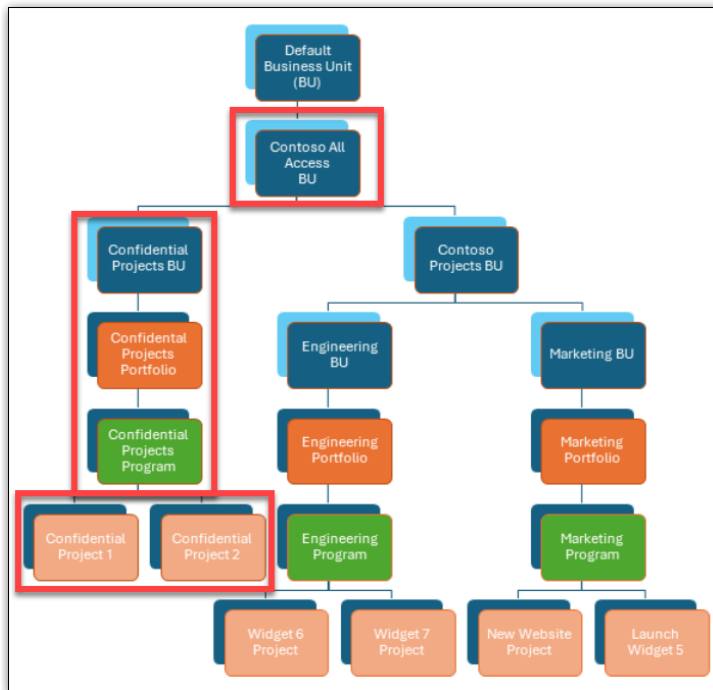 Default
Business Unit
(BU)
Contoso All
Access
BU
Confidential
Projects BU
Contoso
Projects BU
Confidental
Projects
Portfolio
Engineering
BU
Marketing BU
Confidential
Projects
Program
Engineering
Portfolio
Marketing
Portfolio
Confidential
Project 1
Confidential
Project 2
Engineering
Program
Marketing
Program
Widget 6
Project
Widget 7
Project
New Website
Project
Launch
Widget 5